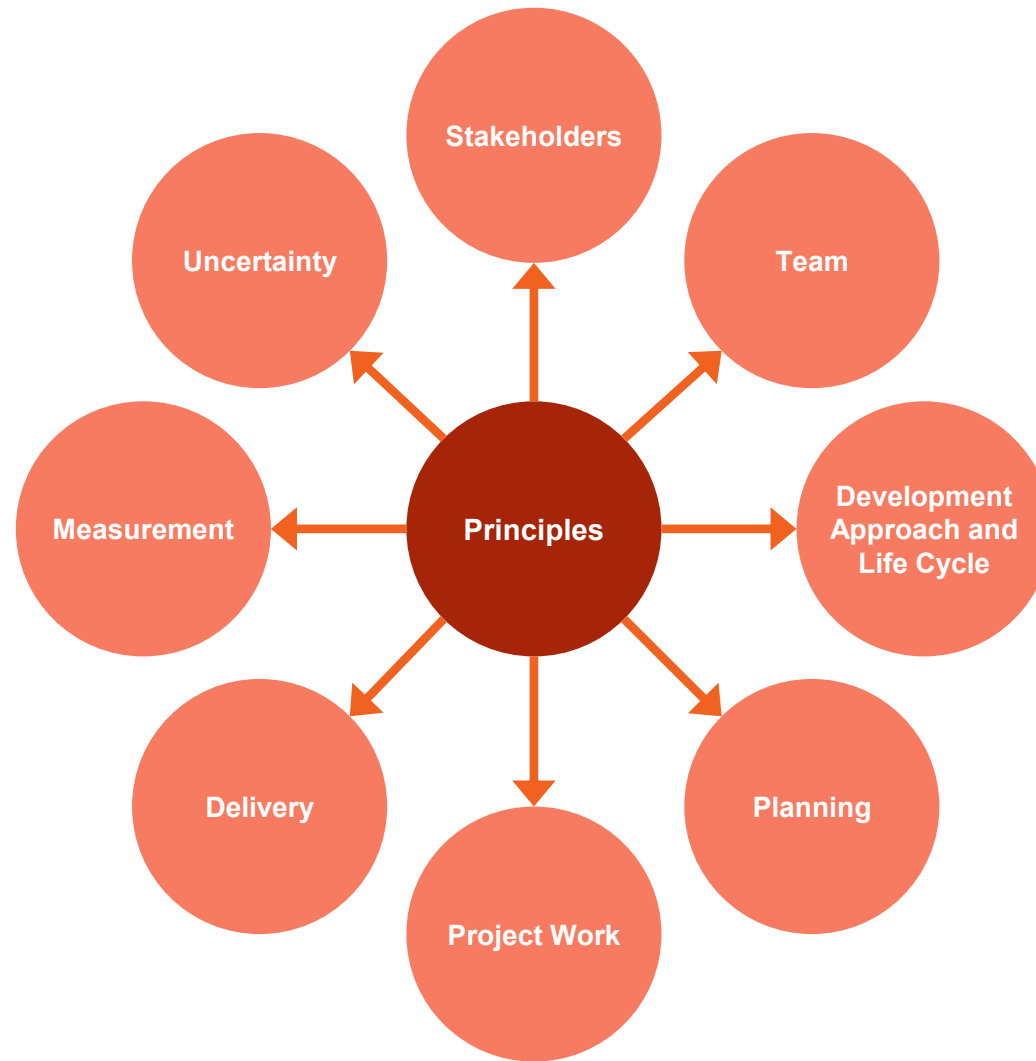 Stakeholders
Uncertainty
Team
Measurement
Principles
Development
Approach and
Life Cycle
Delivery
Planning
Project Work